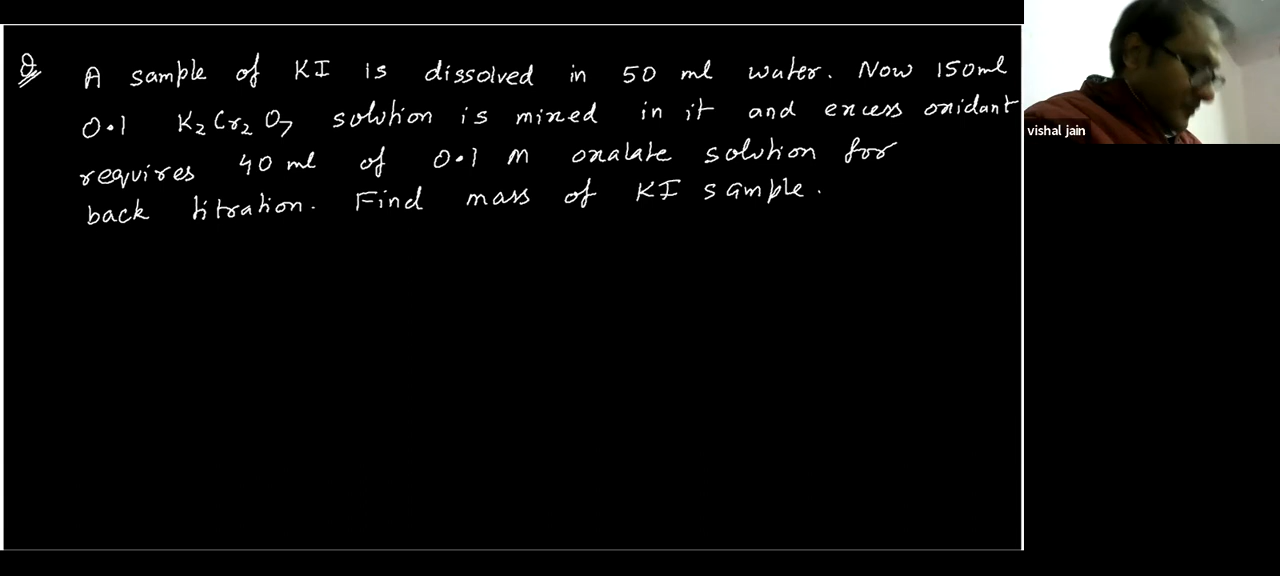 Q A sample of KI is dissolved in 50 ml water. Now 150ml
0.1 K2Cr2O7 solution is mixed in it and excess oxidant
requires 40 ml of 0.1 M oxalate solution for
back titration. Find mass of KI sample.
vishal jain